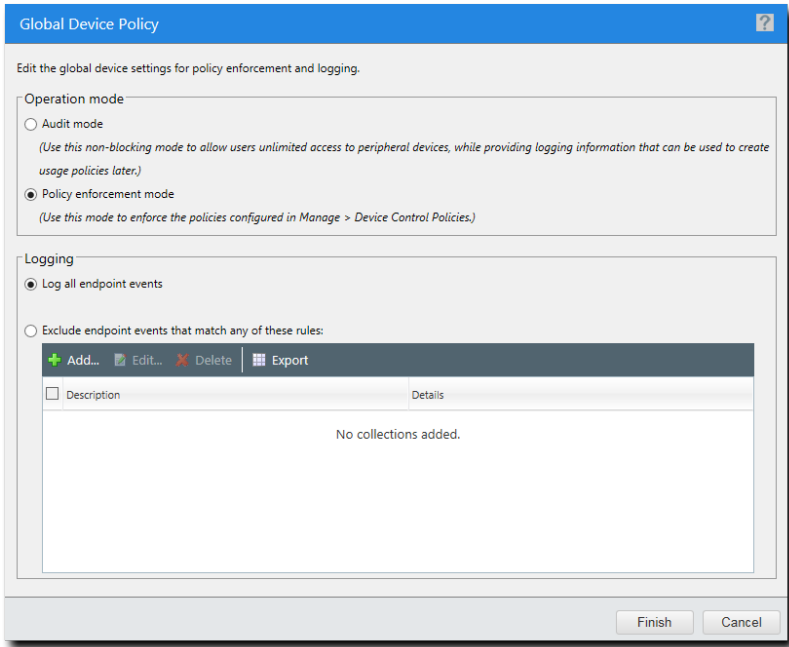 Global Device Policy
?
Edit the global device settings for policy enforcement and logging.
Operation mode
Audit mode
(Use this non-blocking mode to allow users unlimited access to peripheral devices, while providing logging information that can be used to create
usage policies later.)
Policy enforcement mode
(Use this mode to enforce the policies configured in Manage > Device Control Policies.)
Logging
Log all endpoint events
Exclude endpoint events that match any of these rules:
Add... Edit... Delete Export
Description Details
No collections added.
Finish Cancel